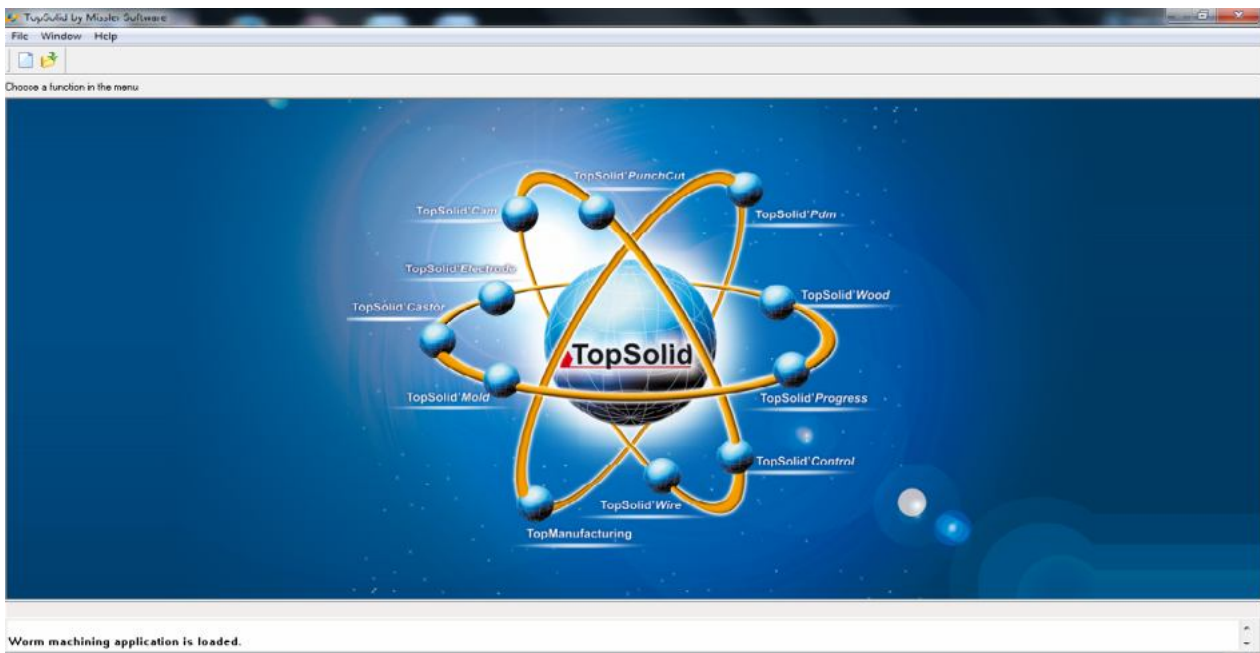 TopSolid by Missler Software
File Window Help
Choose a function in the menu
TopSolid'PunchCut
TopSolid'Cam
TopSolid'Pdm
TopSolid'Electrode
TopSolid'Wood
TopSolid'Castor
TopSolid
TopSolid'Mold
TopSolid'Progress
TopSolid'Control
TopSolid'Wire
TopManufacturing
Worm machining application is loaded.